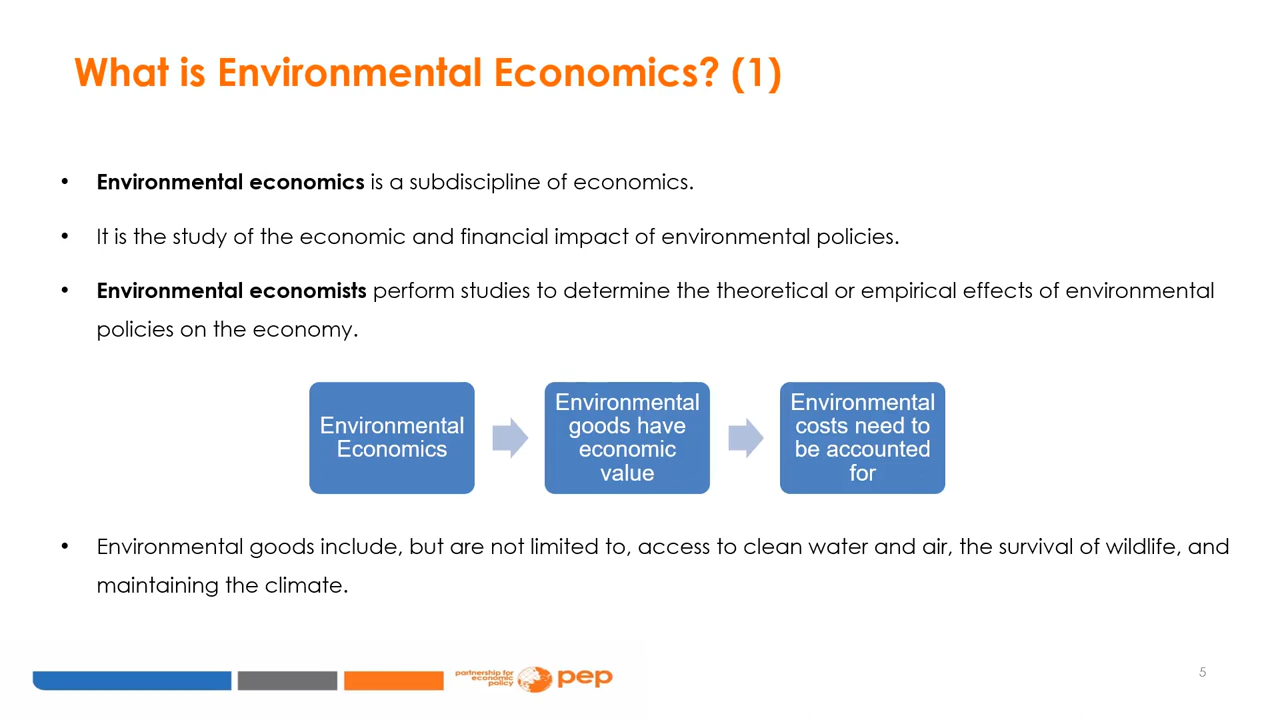 What is Environmental Economics? (1)
• Environmental economics is a subdiscipline of economics.
• It is the study of the economic and financial impact of environmental policies.
• Environmental economists perform studies to determine the theoretical or empirical effects of environmental
policies on the economy.
Environmental
Economics
Environmental
goods have
economic
value
Environmental
costs need to
be accounted
for
• Environmental goods include, but are not limited to, access to clean water and air, the survival of wildlife, and
maintaining the climate.
partnership for
economic
policy
pep
5